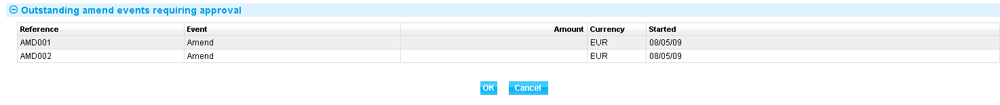 Outstanding amend events requiring approval
Reference Event Amount Currency Started
AMD001 Amend EUR 08/05/09
AMD002 Amend EUR 08/05/09
OK Cancel